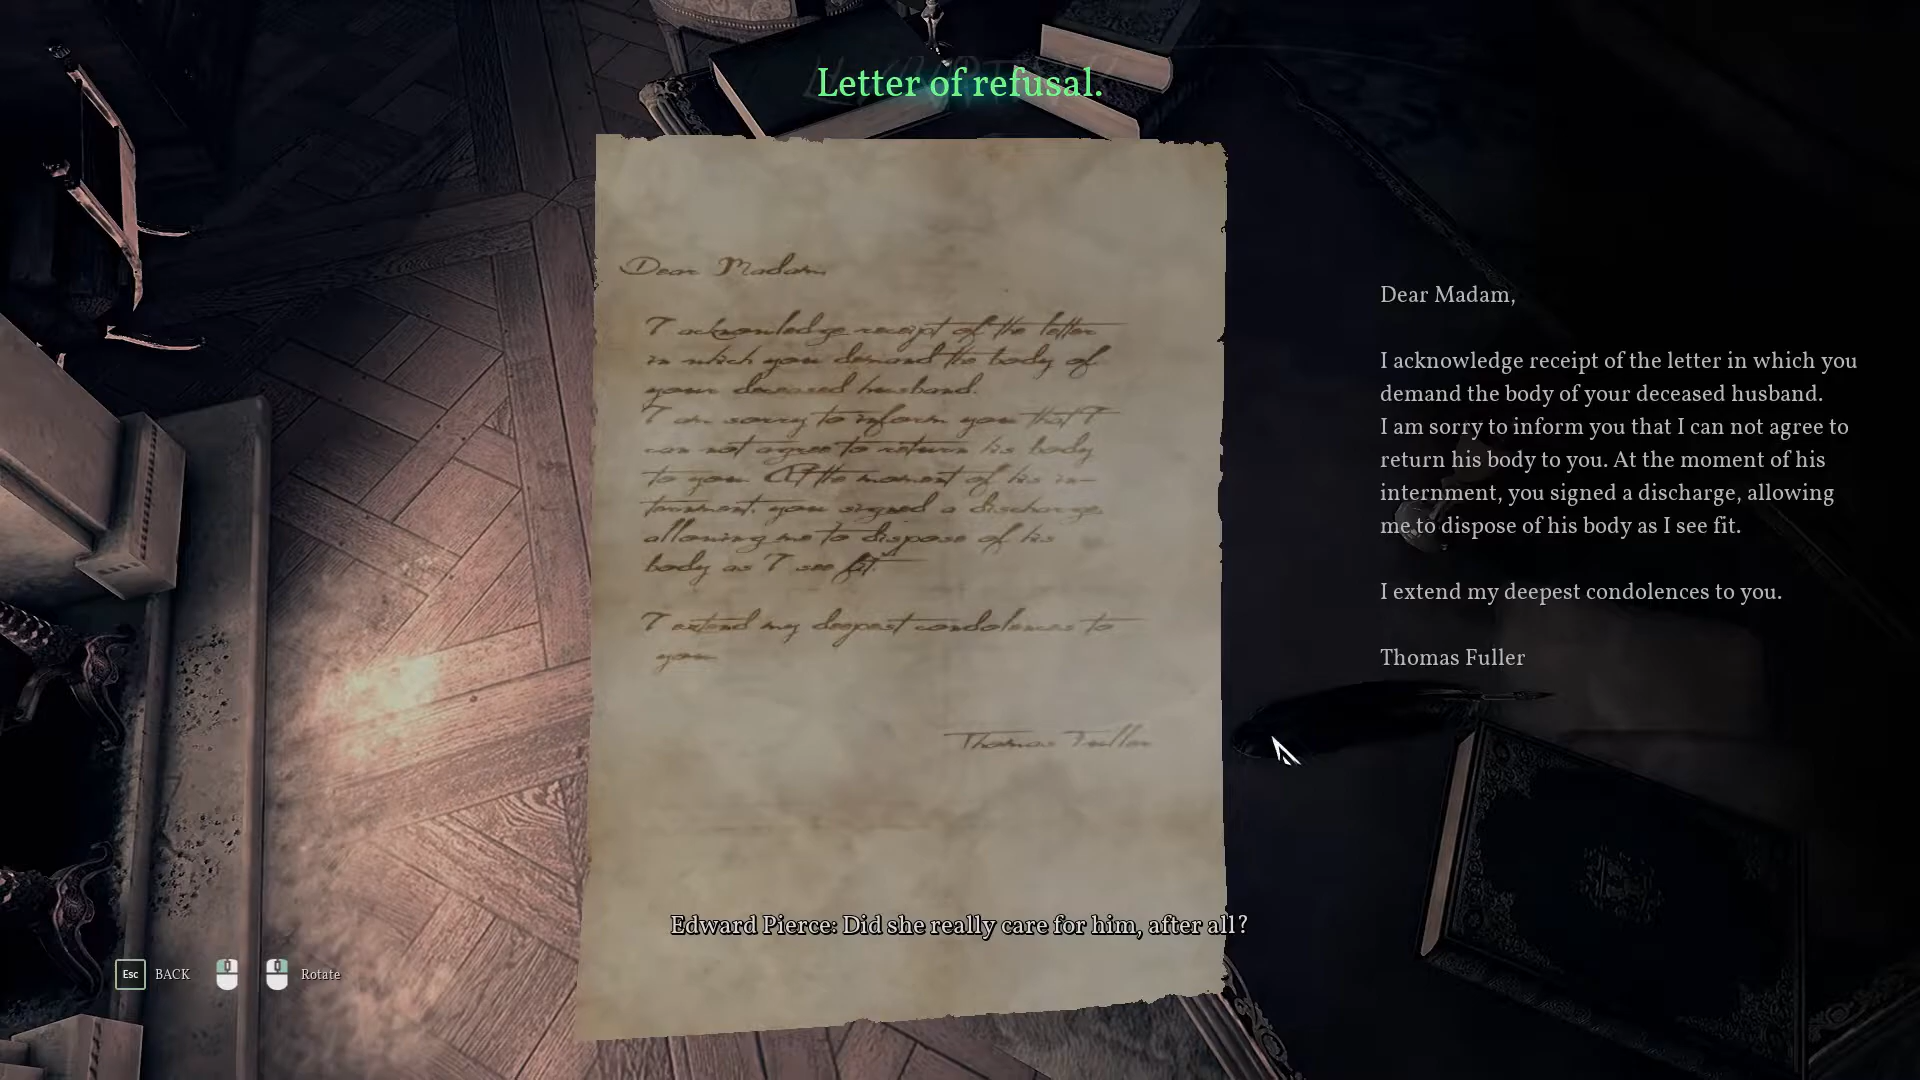 Letter of refusal.
Dear Madam,
I acknowledge receipt of the letter
in which you demand the body of
your deceased husband.
I am sorry to inform you that I
can not agree to return his body
to you. At the moment of his in-
ternment, you signed a discharge,
allowing me to dispose of his
body as I see fit.
I extend my deepest condolences to
you.
Thomas Fuller
Dear Madam,
I acknowledge receipt of the letter in which you
demand the body of your deceased husband.
I am sorry to inform you that I can not agree to
return his body to you. At the moment of his
internment, you signed a discharge, allowing
me to dispose of his body as I see fit.
I extend my deepest condolences to you.
Thomas Fuller
Edward Pierce: Did she really care for him, after all?
Esc BACK Rotate